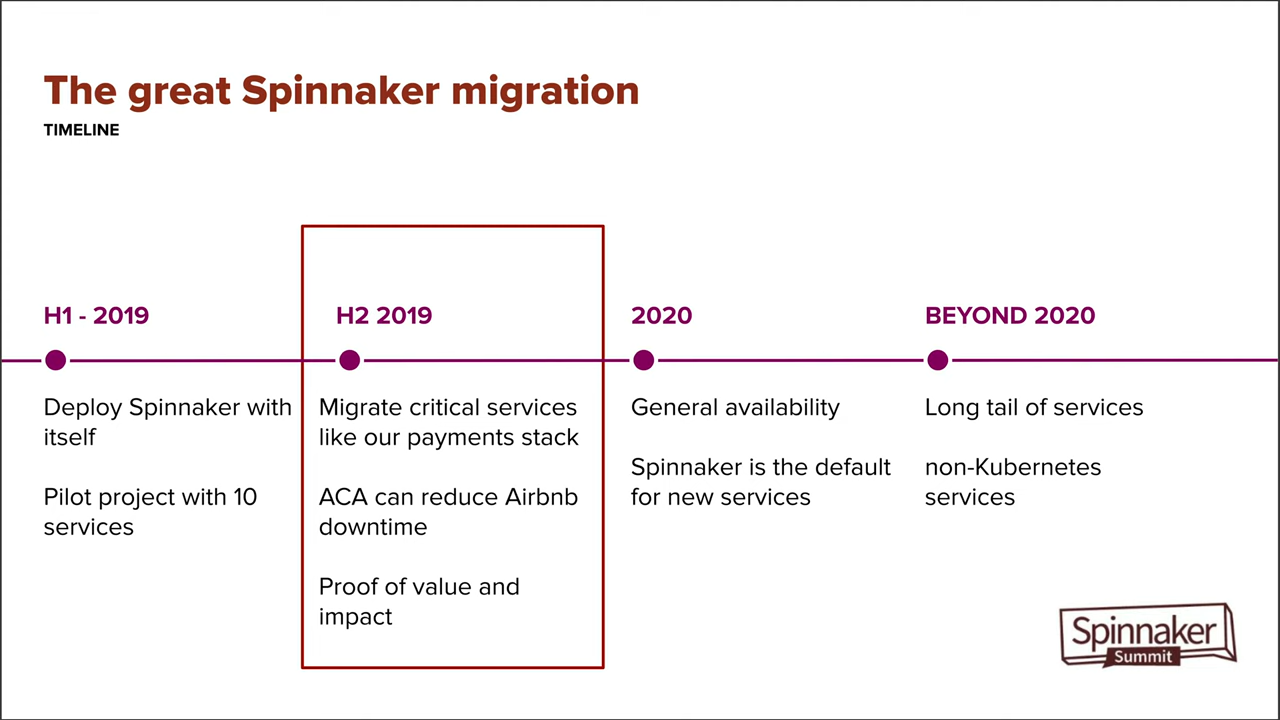 The great Spinnaker migration
TIMELINE
H1 - 2019
Deploy Spinnaker with
itself
Pilot project with 10
services
H2 2019
Migrate critical services
like our payments stack
ACA can reduce Airbnb
downtime
Proof of value and
impact
2020
General availability
Spinnaker is the default
for new services
BEYOND 2020
Long tail of services
non-Kubernetes
services
Spinnaker
Summit